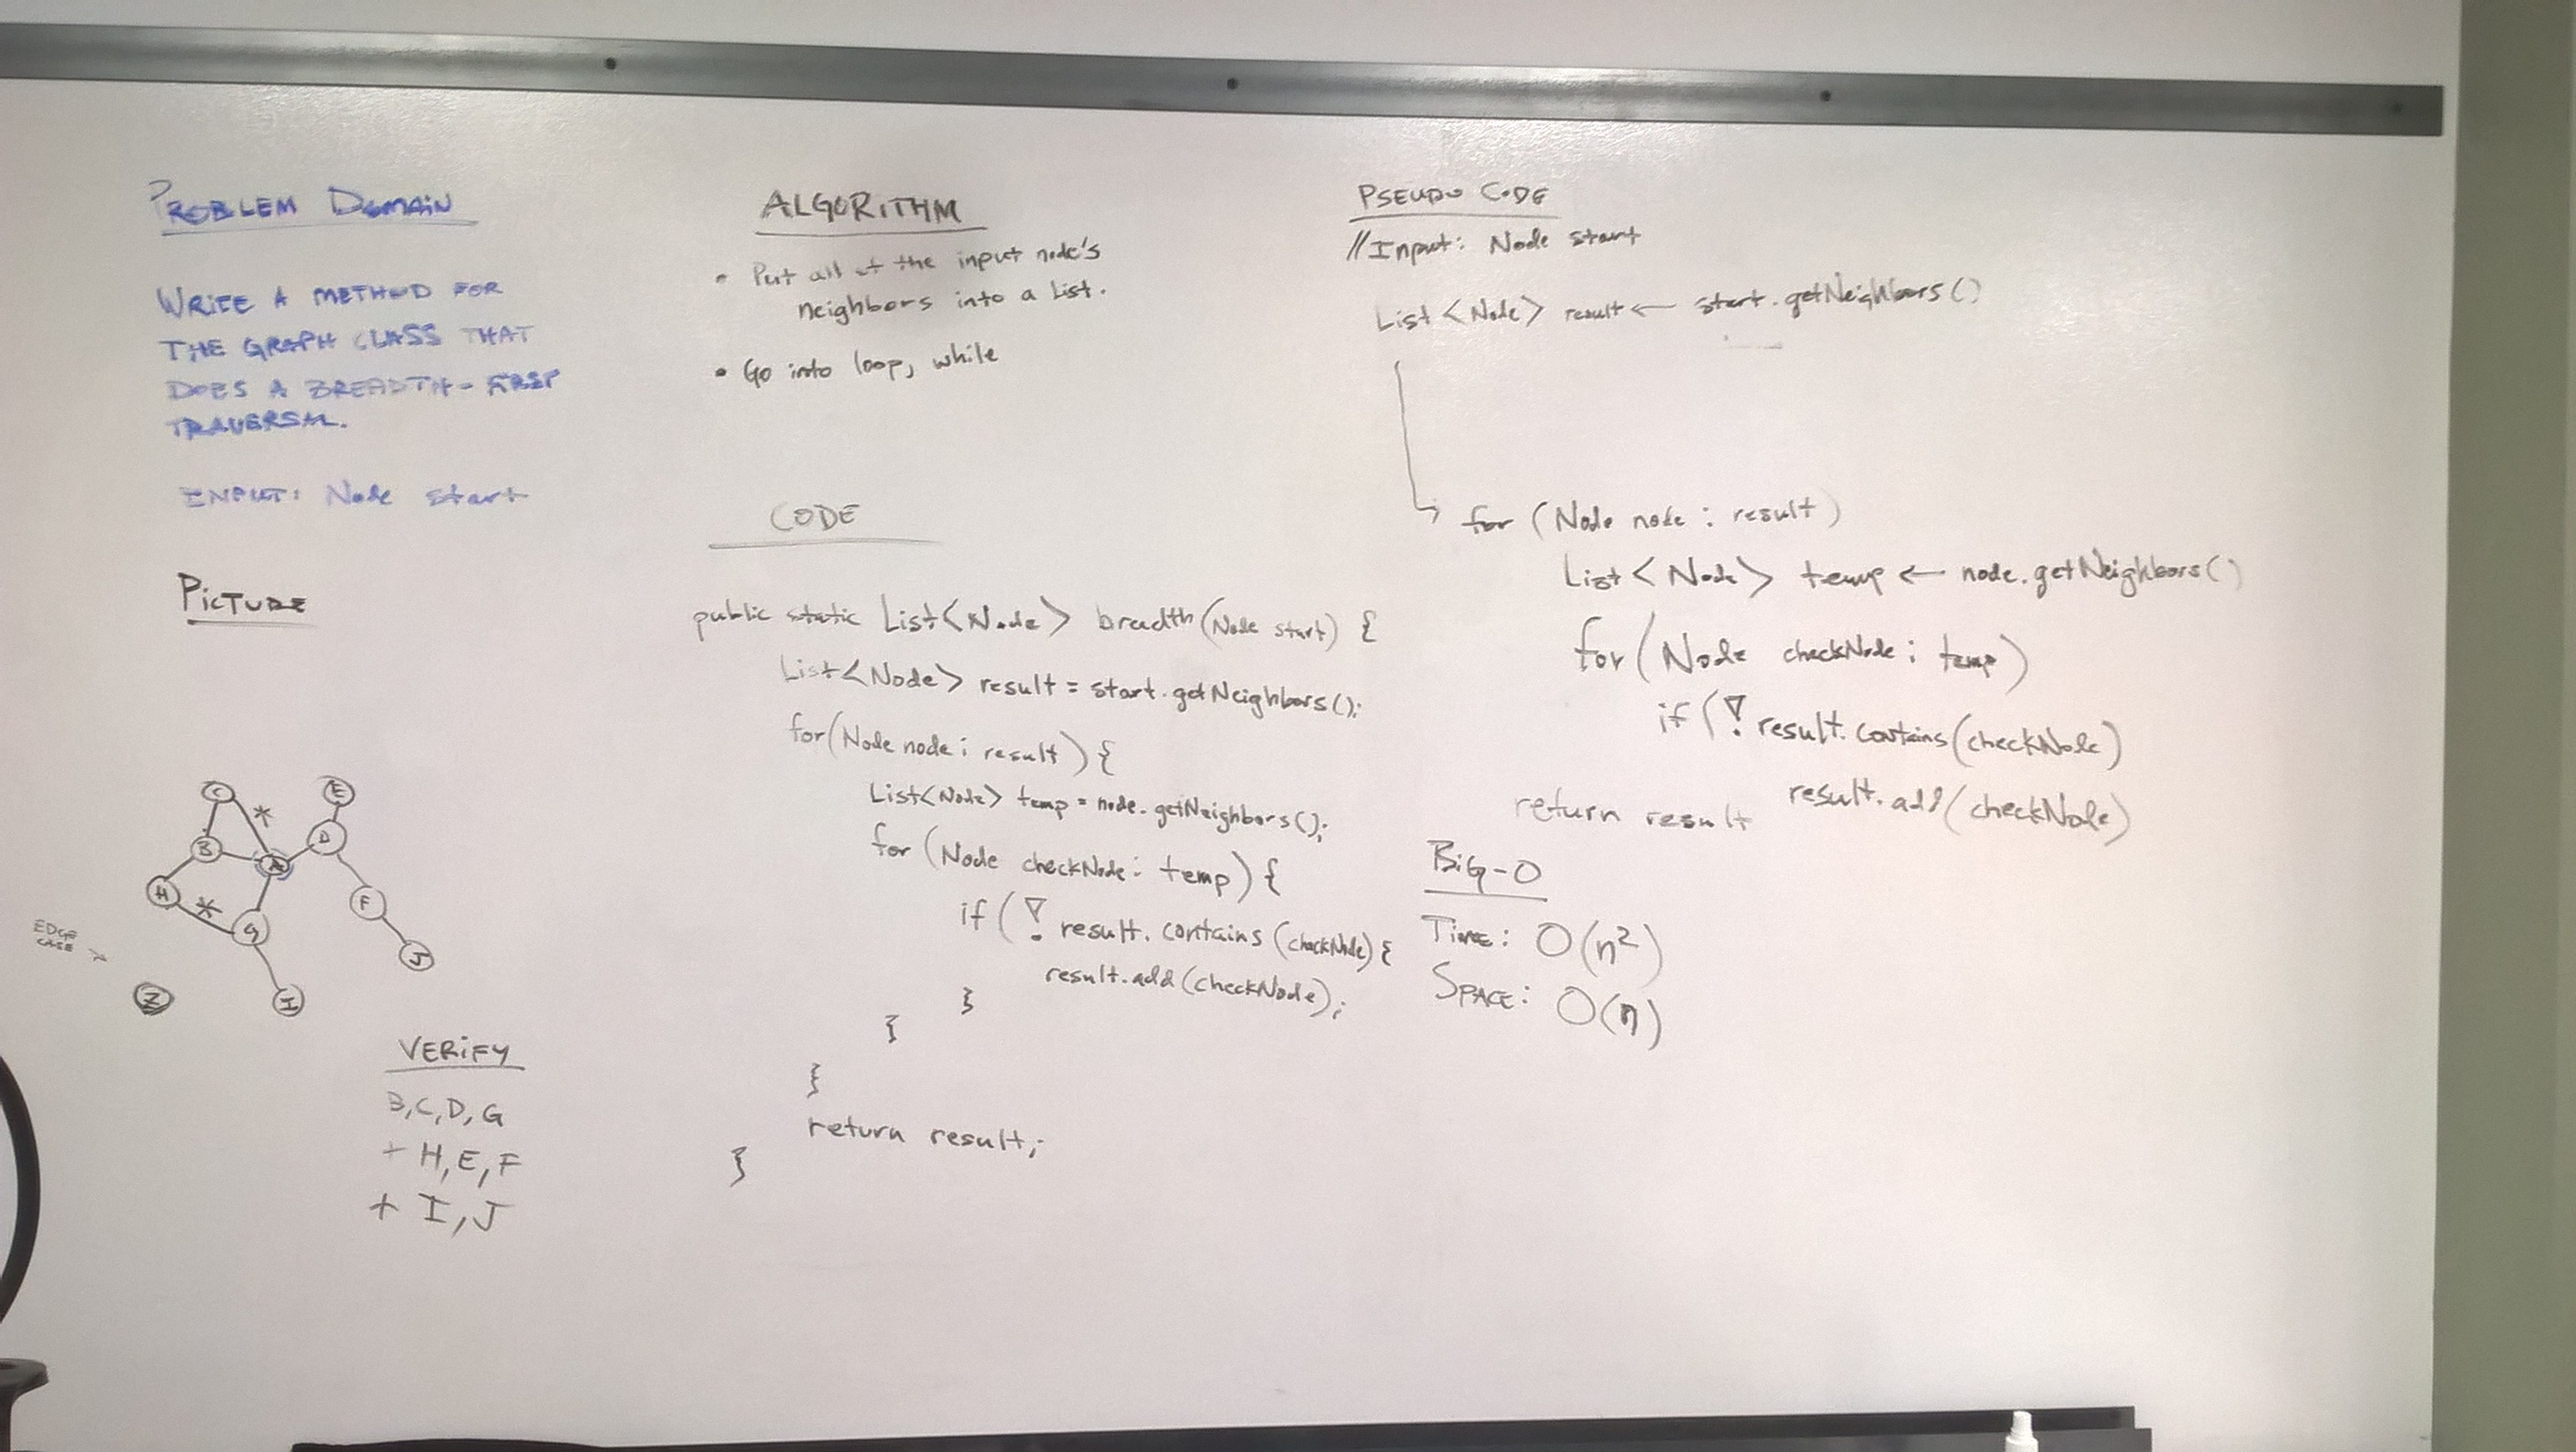 PROBLEM DOMAIN
WRITE A METHOD FOR
THE GRAPH CLASS THAT
DOES A BREADTH-FIRST
TRAVERSAL.
INPUT: Node start
PICTURE
C
*
E
B
A
D
H
*
G
F
J
EDGE
CASE
Z
I
VERIFY
B,C,D,G
+ H,E,F
+ I,J
ALGORITHM
• Put all of the input node's
neighbors into a list.
• Go into loop, while
CODE
public static List<Node> breadth(Node start) {
List<Node> result = start.getNeighbors();
for(Node node : result) {
List<Node> temp = node.getNeighbors();
for (Node checkNode : temp) {
if (! result.contains(checkNode) {
result.add(checkNode);
}
}
}
return result;
}
PSEUDO CODE
//Input: Node start
List<Node> result ← start.getNeighbors()
for (Node node : result)
List<Node> temp ← node.getNeighbors()
for(Node checkNode : temp)
if (! result.contains(checkNode)
result.add(checkNode)
return result
BIG-O
TIME: O(n²)
SPACE: O(n)